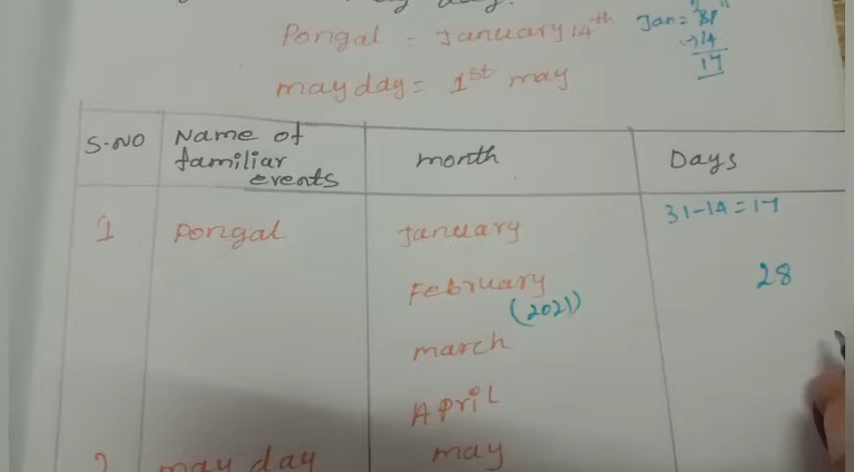 Pongal = January 14th
Jan = 31
(-) 14
17
may day = 1st may
S.NO Name of familiar events month Days
1 Pongal January 31-14=17
February 28
(2021)
march
April
2 may day may